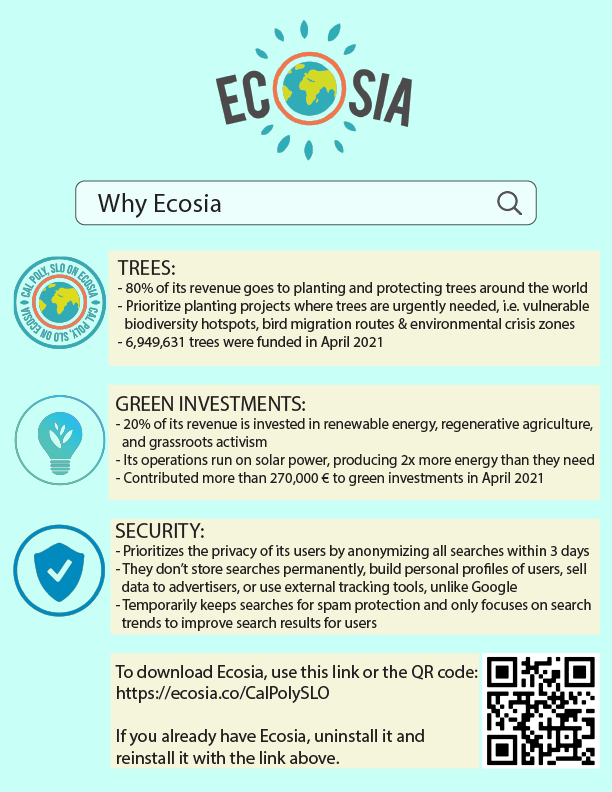 ECOSIA
Why Ecosia
CAL POLY, SLO ON ECOSIA
CAL POLY, SLO ON ECOSIA
TREES:
- 80% of its revenue goes to planting and protecting trees around the world
- Prioritize planting projects where trees are urgently needed, i.e. vulnerable
biodiversity hotspots, bird migration routes & environmental crisis zones
- 6,949,631 trees were funded in April 2021
GREEN INVESTMENTS:
- 20% of its revenue is invested in renewable energy, regenerative agriculture,
and grassroots activism
- Its operations run on solar power, producing 2x more energy than they need
- Contributed more than 270,000 € to green investments in April 2021
SECURITY:
- Prioritizes the privacy of its users by anonymizing all searches within 3 days
- They don't store searches permanently, build personal profiles of users, sell
data to advertisers, or use external tracking tools, unlike Google
- Temporarily keeps searches for spam protection and only focuses on search
trends to improve search results for users
To download Ecosia, use this link or the QR code:
https://ecosia.co/CalPolySLO
If you already have Ecosia, uninstall it and
reinstall it with the link above.